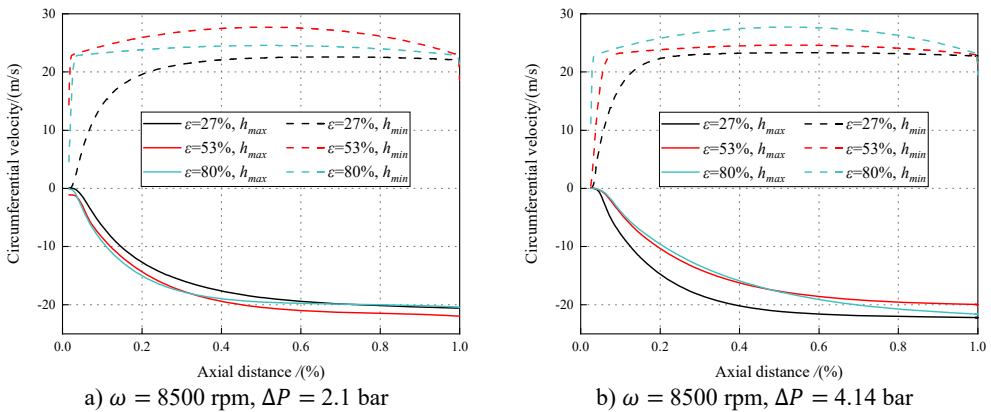 30
20
10
0
-10
-20
Circumferential velocity/(m/s)
ε=27%, hmax
ε=27%, hmin
ε=53%, hmax
ε=53%, hmin
ε=80%, hmax
ε=80%, hmin
0.0 0.2 0.4 0.6 0.8 1.0
Axial distance /(%)
a) ω = 8500 rpm, ΔP = 2.1 bar
30
20
10
0
-10
-20
Circumferential velocity/(m/s)
ε=27%, hmax
ε=27%, hmin
ε=53%, hmax
ε=53%, hmin
ε=80%, hmax
ε=80%, hmin
0.0 0.2 0.4 0.6 0.8 1.0
Axial distance /(%)
b) ω = 8500 rpm, ΔP = 4.14 bar